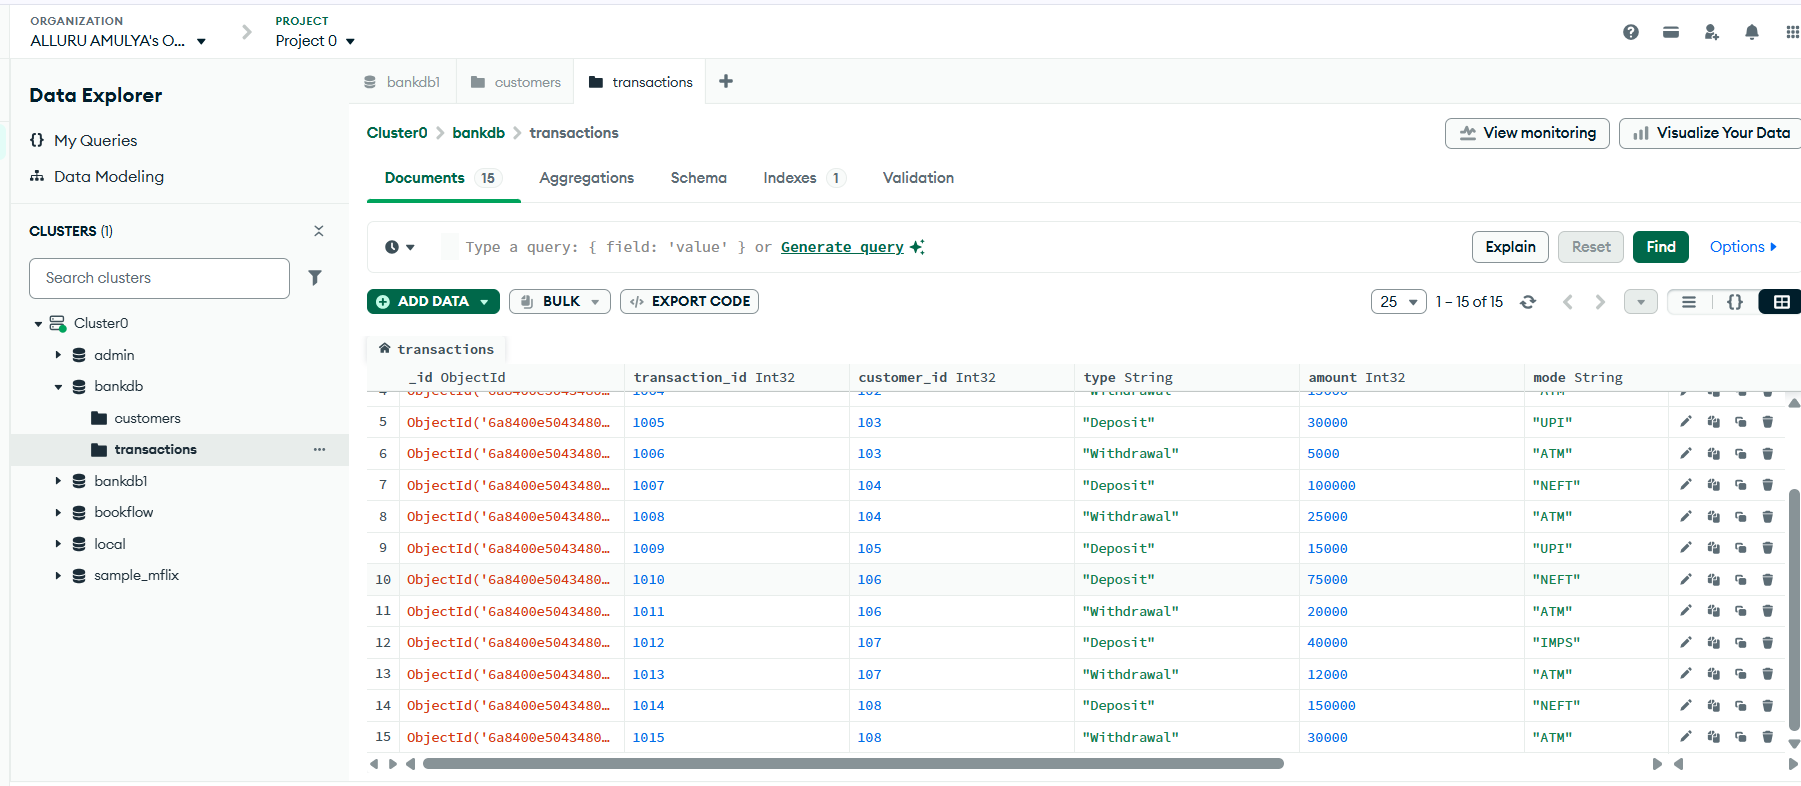 ORGANIZATION
ALLURU AMULYA's O...
PROJECT
Project 0
Data Explorer
My Queries
Data Modeling
CLUSTERS (1)
Search clusters
Cluster0
admin
bankdb
customers
transactions
bankdb1
bookflow
local
sample_mflix
bankdb1 customers transactions
Cluster0 > bankdb > transactions
View monitoring Visualize Your Data
Documents 15 Aggregations Schema Indexes 1 Validation
Type a query: { field: 'value' } or Generate query
Explain Reset Find Options
ADD DATA BULK EXPORT CODE
25 1 – 15 of 15
transactions
_id ObjectId transaction_id Int32 customer_id Int32 type String amount Int32 mode String
4 ObjectId('6a8400e5043480... 1004 102 "Withdrawal" 15000 "ATM"
5 ObjectId('6a8400e5043480... 1005 103 "Deposit" 30000 "UPI"
6 ObjectId('6a8400e5043480... 1006 103 "Withdrawal" 5000 "ATM"
7 ObjectId('6a8400e5043480... 1007 104 "Deposit" 100000 "NEFT"
8 ObjectId('6a8400e5043480... 1008 104 "Withdrawal" 25000 "ATM"
9 ObjectId('6a8400e5043480... 1009 105 "Deposit" 15000 "UPI"
10 ObjectId('6a8400e5043480... 1010 106 "Deposit" 75000 "NEFT"
11 ObjectId('6a8400e5043480... 1011 106 "Withdrawal" 20000 "ATM"
12 ObjectId('6a8400e5043480... 1012 107 "Deposit" 40000 "IMPS"
13 ObjectId('6a8400e5043480... 1013 107 "Withdrawal" 12000 "ATM"
14 ObjectId('6a8400e5043480... 1014 108 "Deposit" 150000 "NEFT"
15 ObjectId('6a8400e5043480... 1015 108 "Withdrawal" 30000 "ATM"